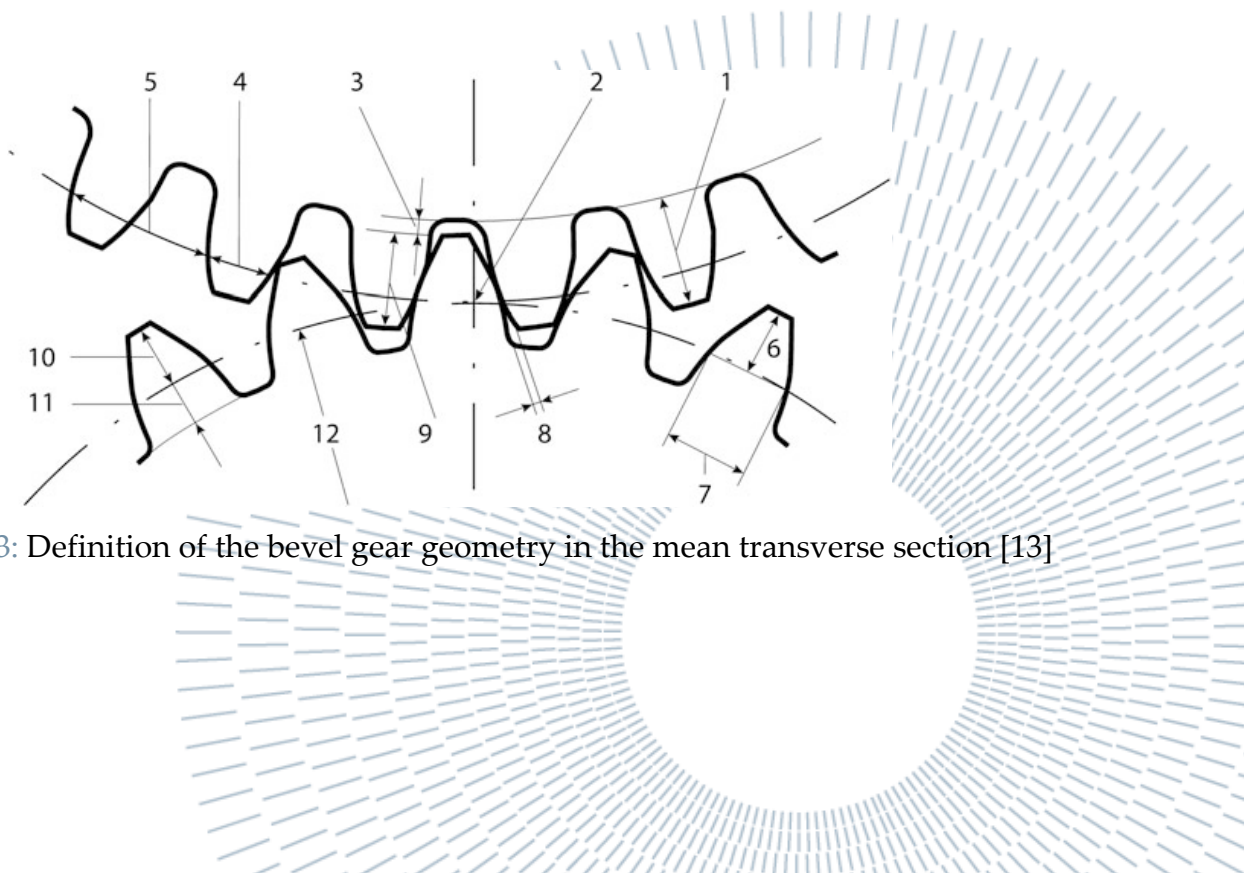 5 4 3 2 1
6
10
11
12 9 8
7
3: Definition of the bevel gear geometry in the mean transverse section [13]